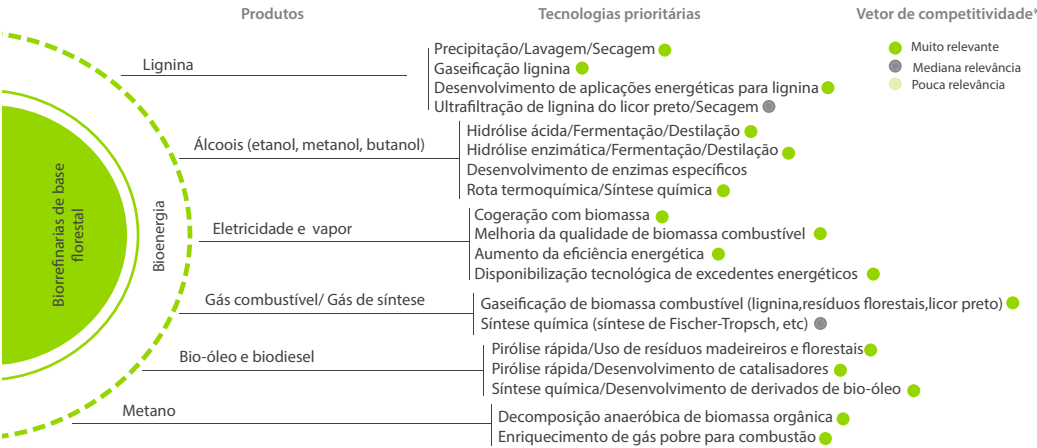 Produtos
Tecnologias prioritárias
Vetor de competitividade*
Muito relevante
Mediana relevância
Pouca relevância
Biorrefinarias de base
florestal
Bioenergia
Lignina
Precipitação/Lavagem/Secagem
Gaseificação lignina
Desenvolvimento de aplicações energéticas para lignina
Ultrafiltração de lignina do licor preto/Secagem
Álcoois (etanol, metanol, butanol)
Hidrólise ácida/Fermentação/Destilação
Hidrólise enzimática/Fermentação/Destilação
Desenvolvimento de enzimas específicos
Rota termoquímica/Síntese química
Eletricidade e vapor
Cogeração com biomassa
Melhoria da qualidade de biomassa combustível
Aumento da eficiência energética
Disponibilização tecnológica de excedentes energéticos
Gás combustível/ Gás de síntese
Gaseificação de biomassa combustível (lignina,resíduos florestais,licor preto)
Síntese química (síntese de Fischer-Tropsch, etc)
Bio-óleo e biodiesel
Pirólise rápida/Uso de resíduos madeireiros e florestais
Pirólise rápida/Desenvolvimento de catalisadores
Síntese química/Desenvolvimento de derivados de bio-óleo
Metano
Decomposição anaeróbica de biomassa orgânica
Enriquecimento de gás pobre para combustão